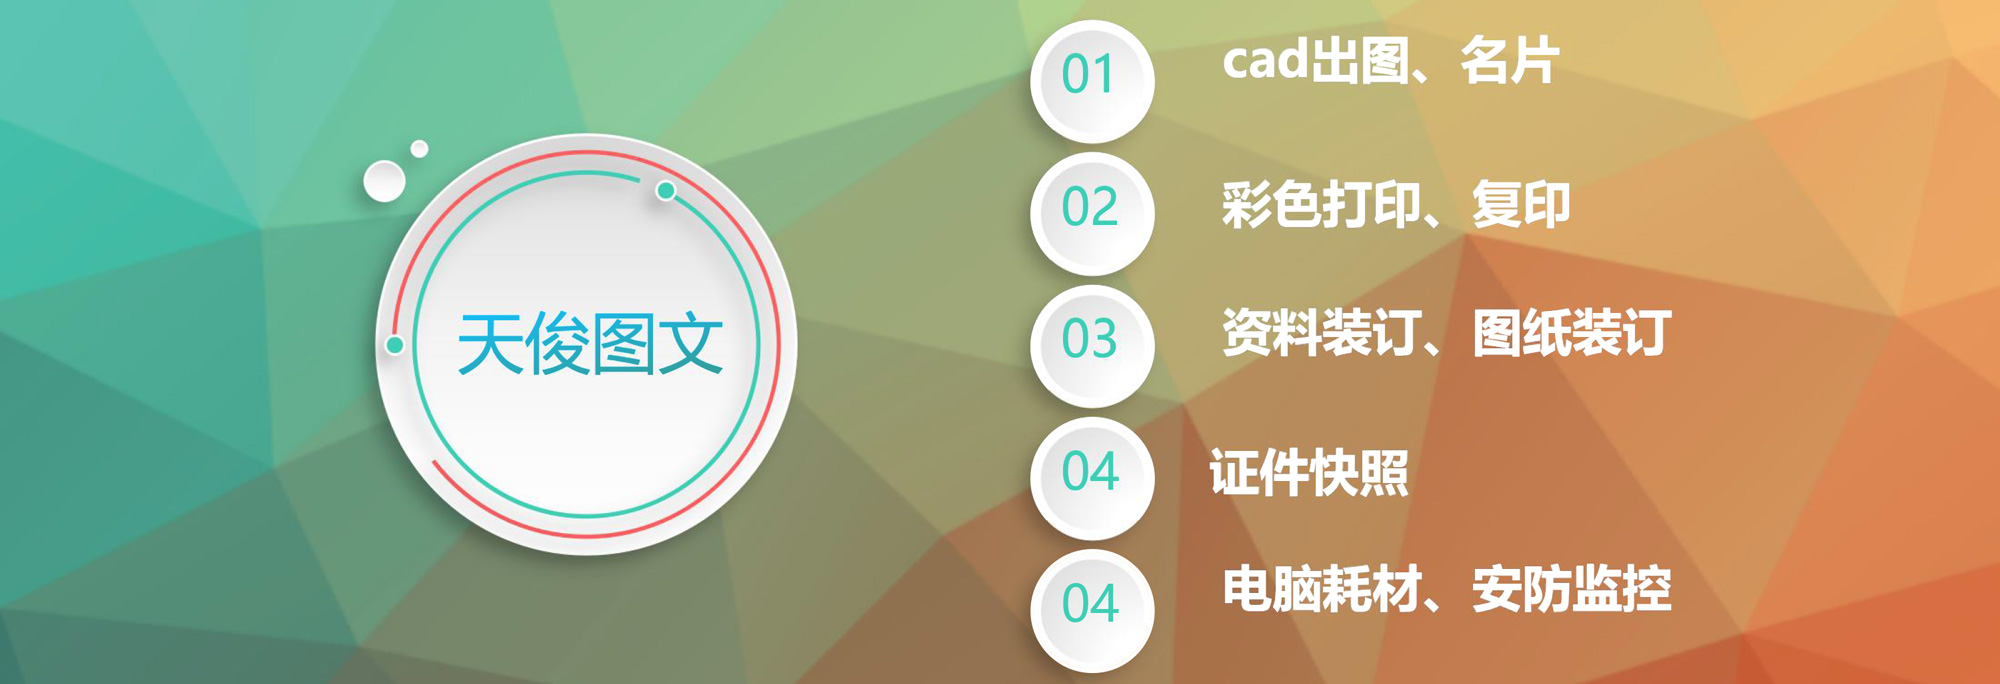 天俊图文
01
cad出图、名片
02
彩色打印、复印
03
资料装订、图纸装订
04
证件快照
04
电脑耗材、安防监控